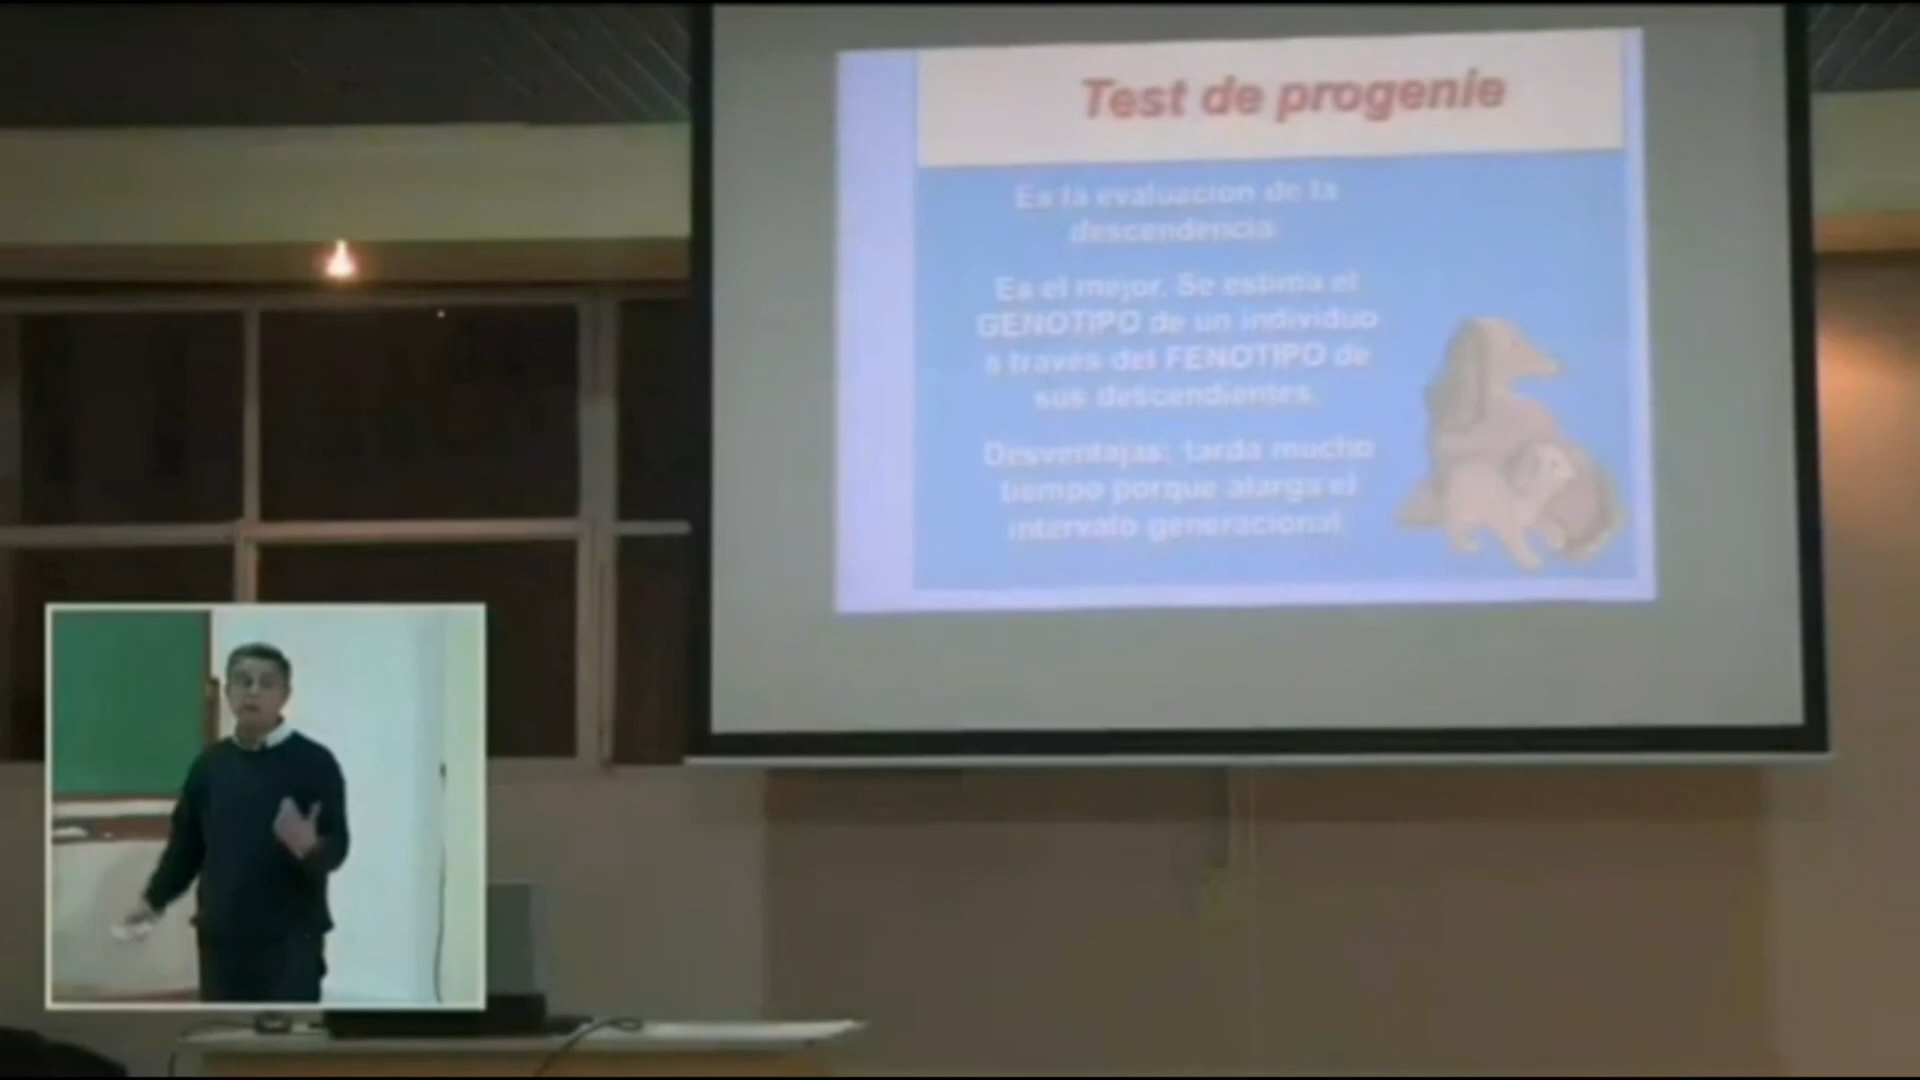 Test de progenie
Es la evaluacion de la
descendencia
Es el mejor. Se estima el
GENOTIPO de un individuo
a través del FENOTIPO de
sus descendientes.
Desventajas: tarda mucho
tiempo porque alarga el
intervalo generacional